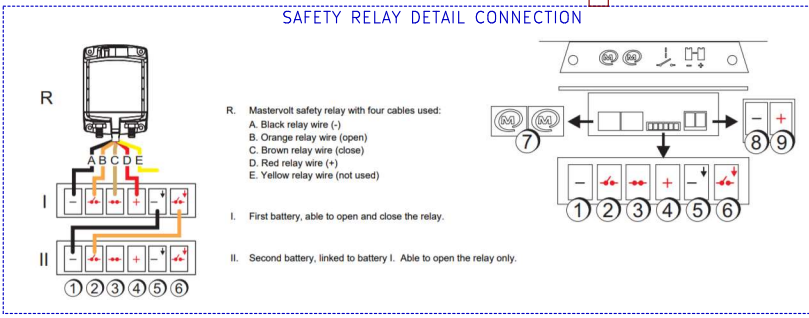 SAFETY RELAY DETAIL CONNECTION
R
A B C D E
I
II
- + -
- + -
1 2 3 4 5 6
R. Mastervolt safety relay with four cables used:
A. Black relay wire (-)
B. Orange relay wire (open)
C. Brown relay wire (close)
D. Red relay wire (+)
E. Yellow relay wire (not used)
I. First battery, able to open and close the relay.
II. Second battery, linked to battery I. Able to open the relay only.
M M - +
M M
7
- +
8 9
- + -
1 2 3 4 5 6